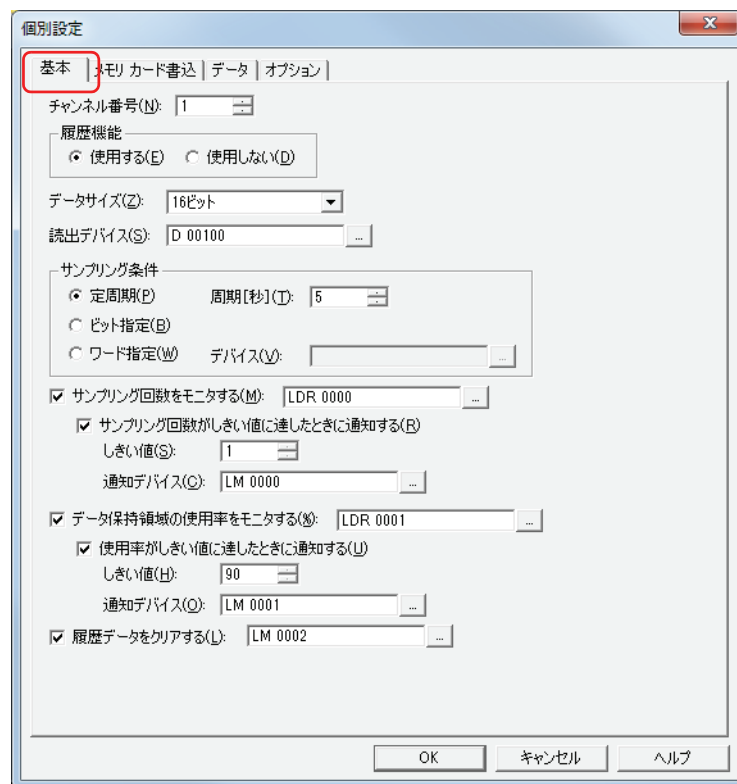 個別設定
基本 メモリ カード書込 データ オプション
チャンネル番号(N): 1
履歴機能
使用する(E) 使用しない(D)
データサイズ(Z): 16ビット
読出デバイス(S): D 00100 ...
サンプリング条件
定周期(P) 周期[秒](T): 5
ビット指定(B)
ワード指定(W) デバイス(V): ...
サンプリング回数をモニタする(M): LDR 0000 ...
サンプリング回数がしきい値に達したときに通知する(R)
しきい値(S): 1
通知デバイス(C): LM 0000 ...
データ保持領域の使用率をモニタする(%): LDR 0001 ...
使用率がしきい値に達したときに通知する(U)
しきい値(H): 90
通知デバイス(O): LM 0001 ...
履歴データをクリアする(L): LM 0002 ...
OK キャンセル ヘルプ